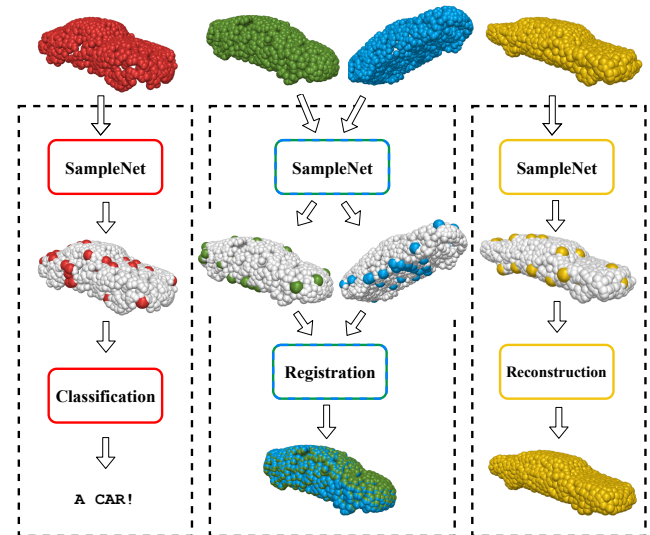 SampleNet
SampleNet
SampleNet
Classification
Registration
Reconstruction
A CAR!